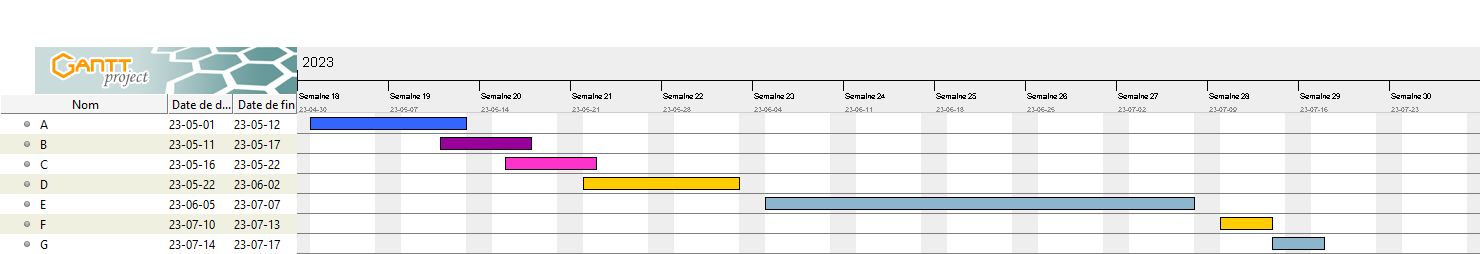 GANTT
project
2023
Nom Date de d... Date de fin
Semaine 18 Semaine 19 Semaine 20 Semaine 21 Semaine 22 Semaine 23 Semaine 24 Semaine 25 Semaine 26 Semaine 27 Semaine 28 Semaine 29 Semaine 30
23-04-30 23-05-07 23-05-14 23-05-21 23-05-28 23-06-04 23-06-11 23-06-18 23-06-25 23-07-02 23-07-09 23-07-16 23-07-23
A 23-05-01 23-05-12
B 23-05-11 23-05-17
C 23-05-16 23-05-22
D 23-05-22 23-06-02
E 23-06-05 23-07-07
F 23-07-10 23-07-13
G 23-07-14 23-07-17